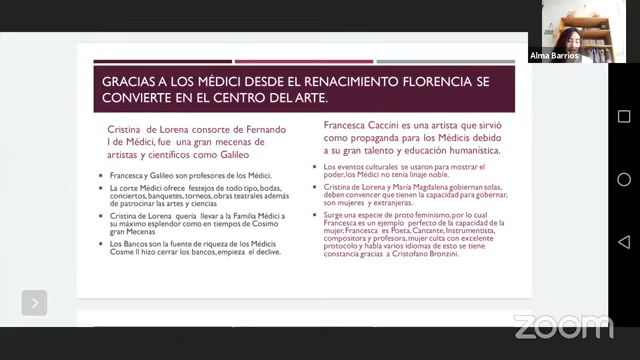 Alma Barrios
GRACIAS A LOS MÉDICI DESDE EL RENACIMIENTO FLORENCIA SE
CONVIERTE EN EL CENTRO DEL ARTE.
Cristina de Lorena consorte de Fernando
I de Médici, fue una gran mecenas de
artistas y científicos como Galileo
Francesca y Galileo son profesores de los Médici.
La corte Médici ofrece festejos de todo tipo, bodas,
conciertos, banquetes, torneos, obras teatrales además
de patrocinar las artes y ciencias
Cristina de Lorena quería llevar a la Familia Médici a
su máximo esplendor como en tiempos de Cosimo
gran Mecenas
Los Bancos son la fuente de riqueza de los Médicis
Cosme II hizo cerrar los bancos, empieza el declive.
Francesca Caccini es una artista que sirvió
como propaganda para los Médicis debido
a su gran talento y educación humanística.
Los eventos culturales se usaron para mostrar el
poder, los Médici no tenía linaje noble.
Cristina de Lorena y María Magdalena gobiernan solas,
deben convencer que tienen la capacidad para gobernar,
son mujeres y extranjeras.
Surge una especie de proto feminismo, por lo cual
Francesca es un ejemplo perfecto de la capacidad de la
mujer, Francesca es Poeta, Cantante, Instrumentista,
compositora y profesora, mujer culta con excelente
protocolo y habla varios idiomas de esto se tiene
constancia gracias a Cristofano Bronzini.
zoom